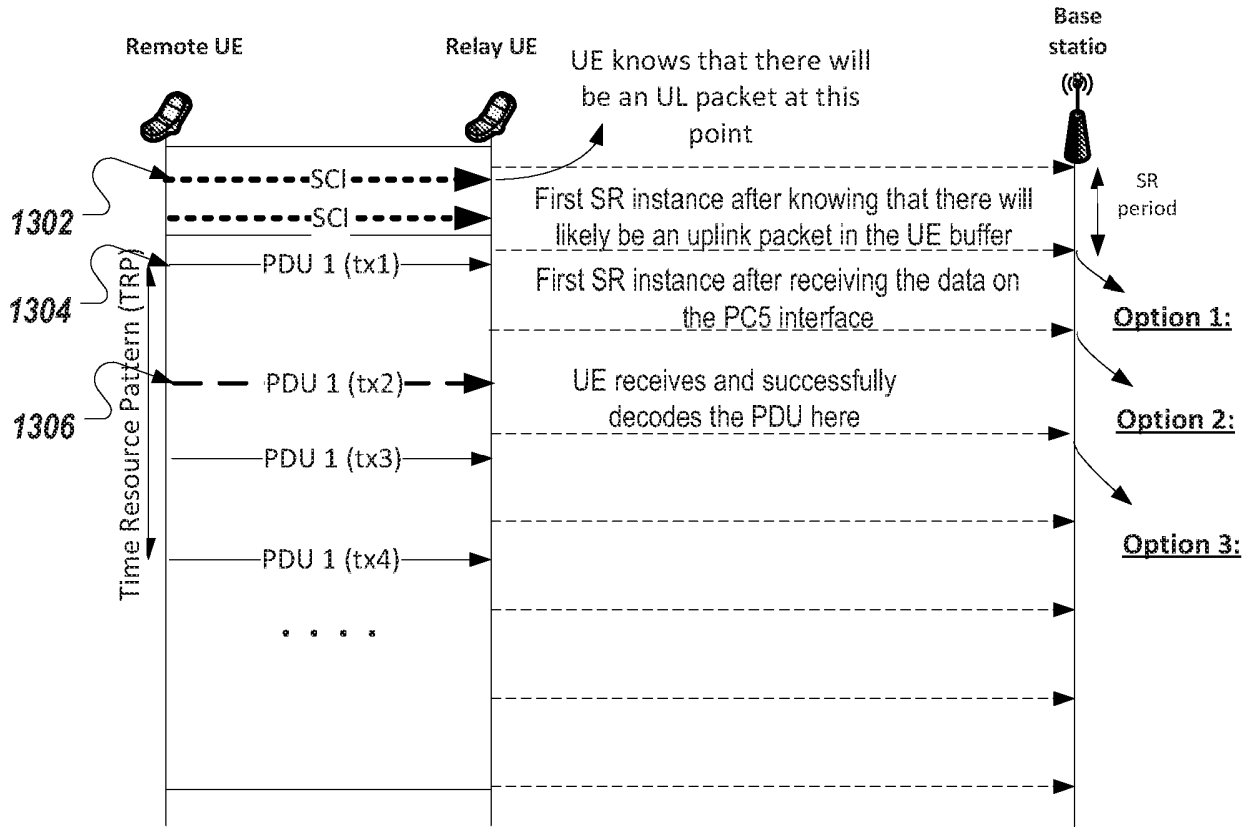 Remote UE
Relay UE
Base
statio
UE knows that there will
be an UL packet at this
point
SCI
1302
SCI
First SR instance after knowing that there will
likely be an uplink packet in the UE buffer
SR
period
PDU 1 (tx1)
1304
First SR instance after receiving the data on
the PC5 interface
Option 1:
Time Resource Pattern (TRP)
PDU 1 (tx2)
1306
UE receives and successfully
decodes the PDU here
Option 2:
PDU 1 (tx3)
Option 3:
PDU 1 (tx4)
. . . .